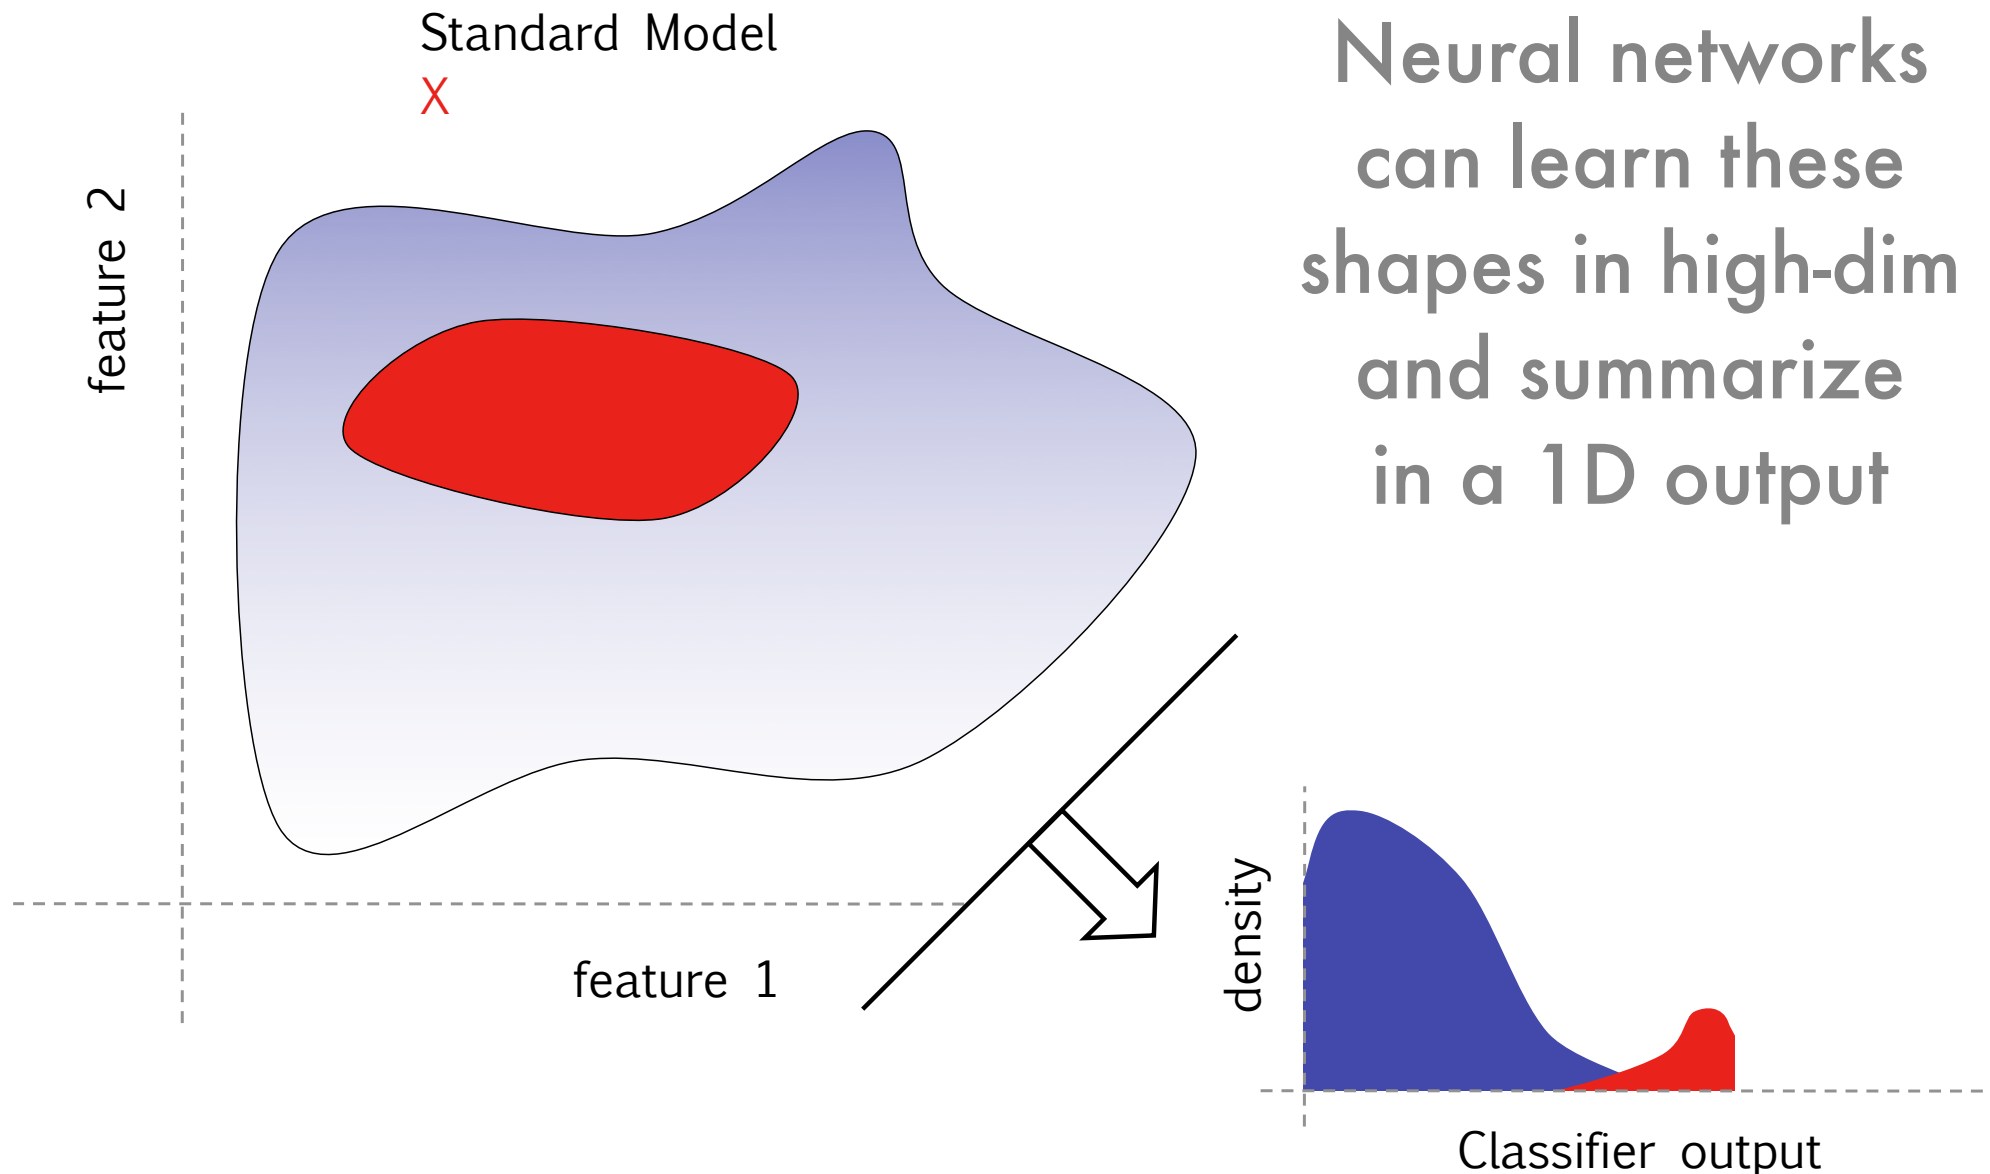 Standard Model
X
Neural networks
can learn these
shapes in high-dim
and summarize
in a 1D output
feature 2
feature 1
density
Classifier output